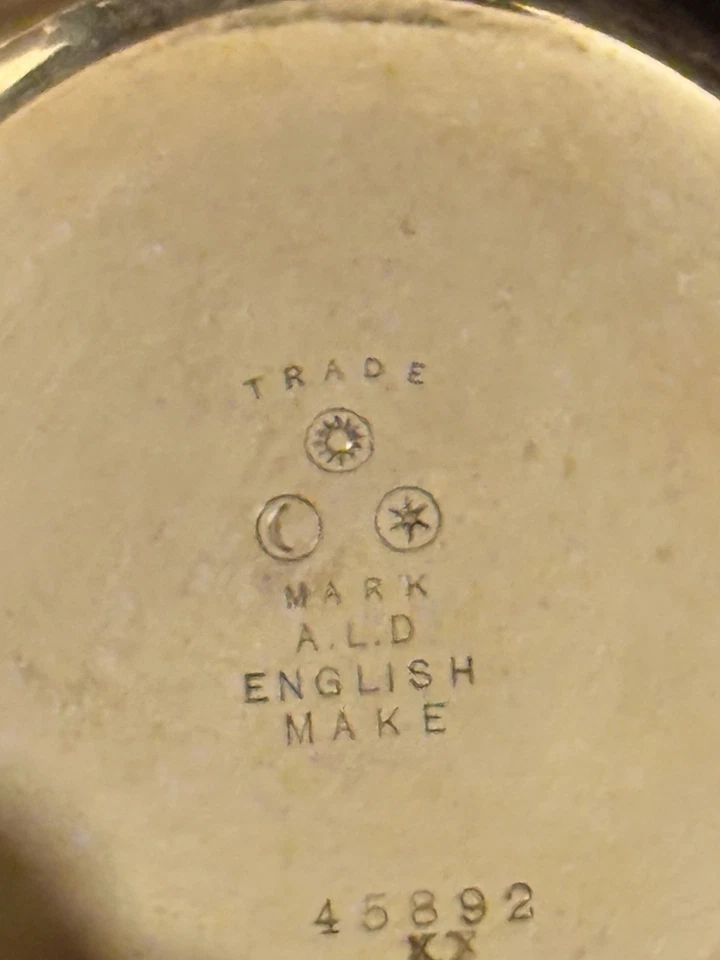 TRADE
MARK
A.L.D
ENGLISH
MAKE
45892
XX